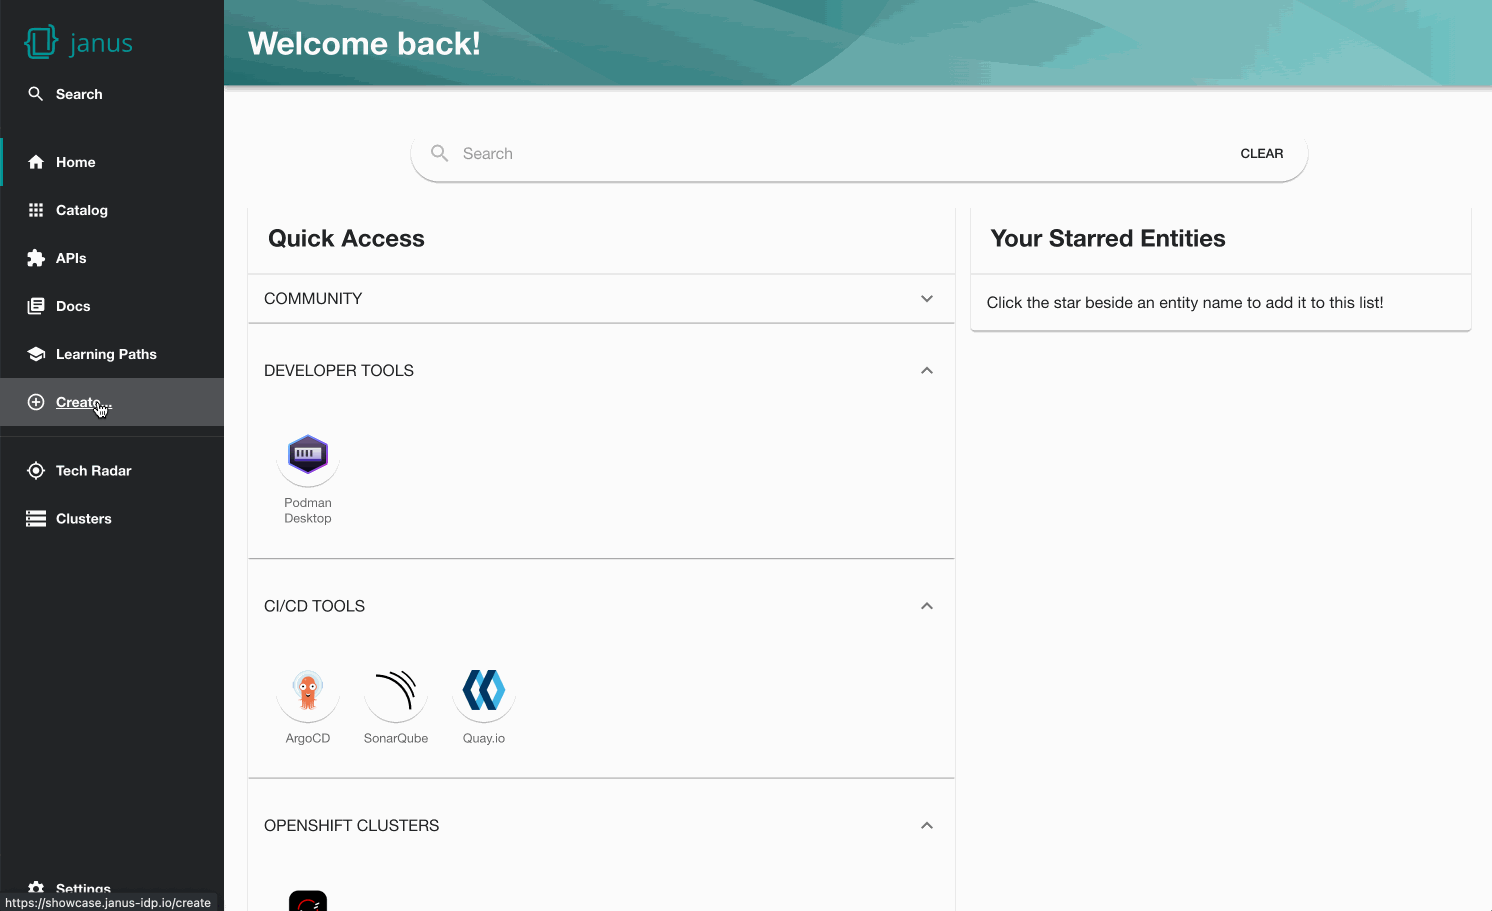 janus
Search
Home
Catalog
APIs
Docs
Learning Paths
Create...
Tech Radar
Clusters
Settings
https://showcase.janus-idp.io/create
Welcome back!
Search
CLEAR
Quick Access
COMMUNITY
DEVELOPER TOOLS
Podman
Desktop
CI/CD TOOLS
ArgoCD
SonarQube
Quay.io
OPENSHIFT CLUSTERS
Your Starred Entities
Click the star beside an entity name to add it to this list!